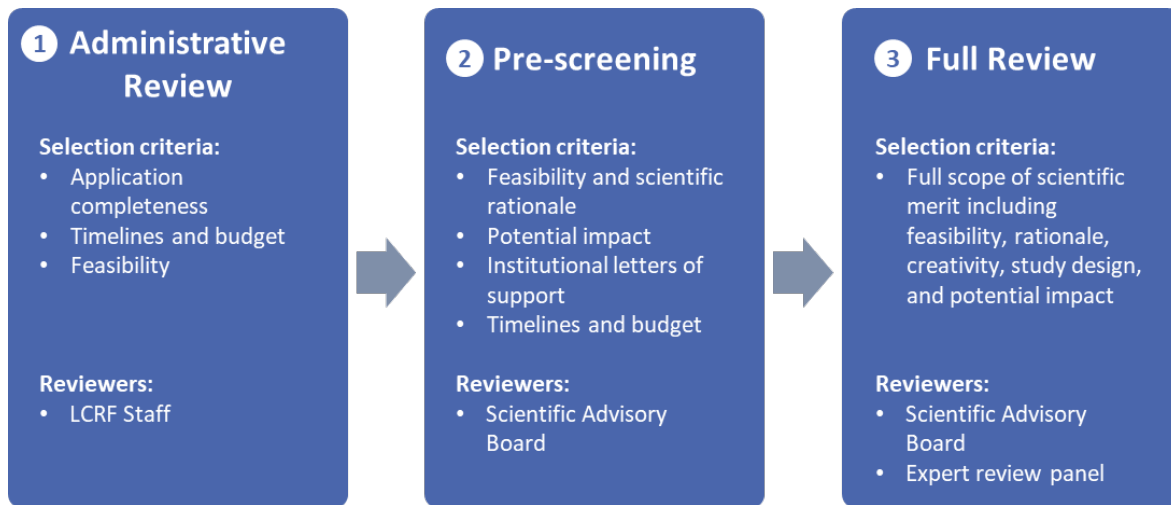 1 Administrative
Review
Selection criteria:
• Application
completeness
• Timelines and budget
• Feasibility
Reviewers:
• LCRF Staff
2 Pre-screening
Selection criteria:
• Feasibility and scientific
rationale
• Potential impact
• Institutional letters of
support
• Timelines and budget
Reviewers:
• Scientific Advisory
Board
3 Full Review
Selection criteria:
• Full scope of scientific
merit including
feasibility, rationale,
creativity, study design,
and potential impact
Reviewers:
• Scientific Advisory
Board
• Expert review panel